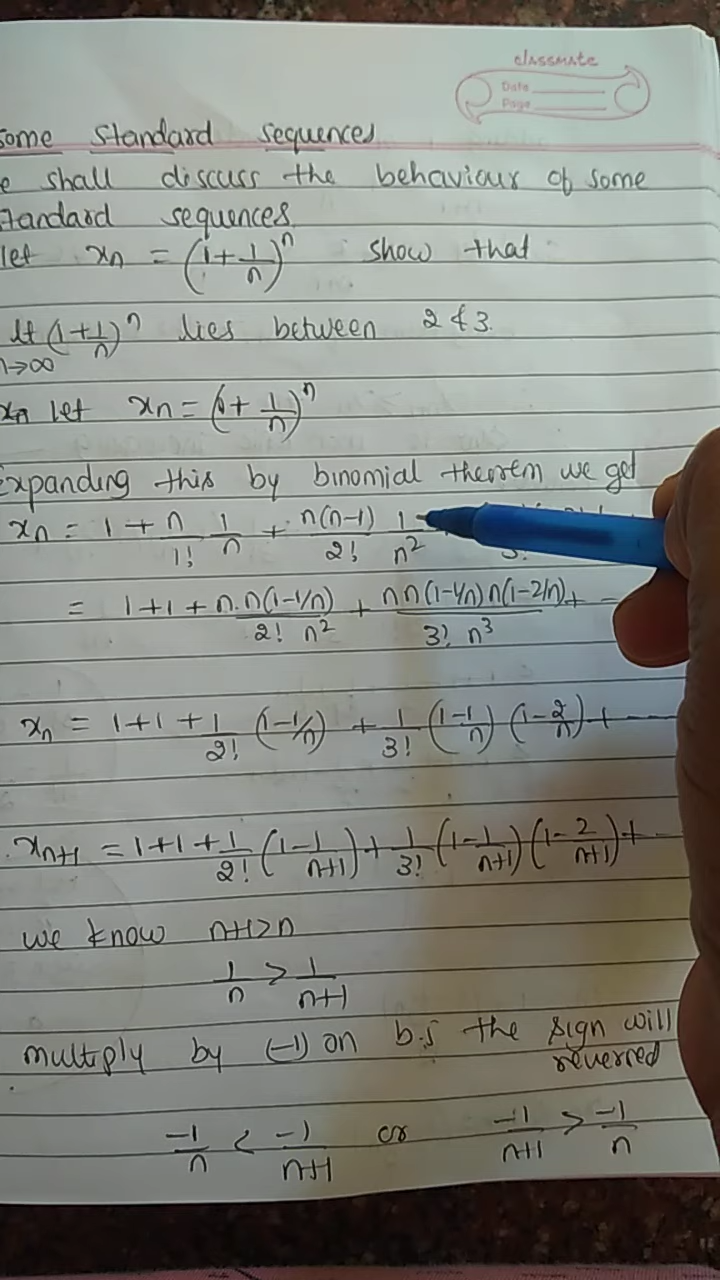 classmate
Date
Page
Some Standard Sequences
e shall discuss the behaviour of some
standard sequences.
let xn = (1+1/n)^n show that
lt n→∞ (1+1/n)^n lies between 2 & 3.
let xn = (1+1/n)^n
Expanding this by binomial theorem we get
xn = 1 + n/1! 1/n + n(n-1)/2! 1/n²
= 1+1+ n.n(1-1/n)/2! n² + n n(1-1/n) n(1-2/n)/3! n³ + --
xn = 1+1+1/2! (1-1/n) + 1/3! (1-1/n) (1-2/n) + ----
xn+1 = 1+1+1/2! (1-1/n+1) + 1/3! (1-1/n+1) (1-2/n+1) + --
we know n+1>n
1/n > 1/n+1
multiply by (-1) on b.s the sign will
reversed
-1/n < -1/n+1 or -1/n+1 > -1/n